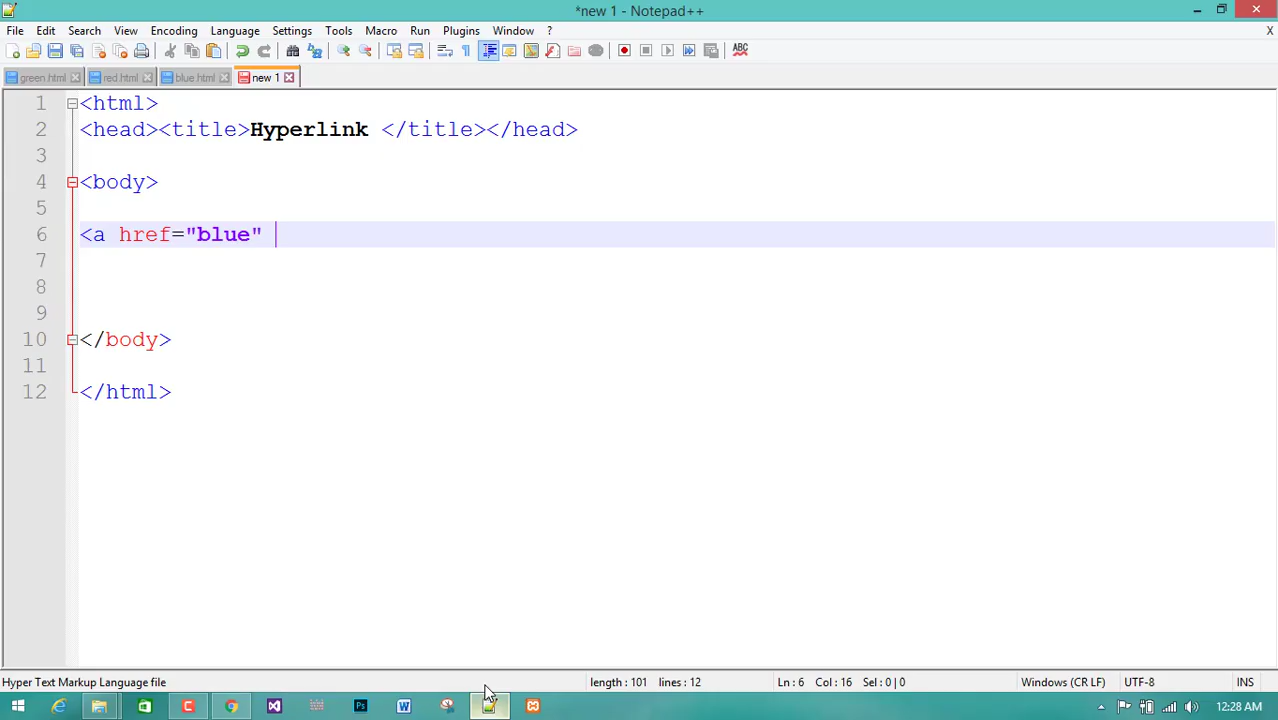 *new 1 - Notepad++
File Edit Search View Encoding Language Settings Tools Macro Run Plugins Window ?
X
ABC
green.html red.html blue.html new 1
1 <html>
2 <head><title>Hyperlink </title></head>
3
4 <body>
5
6 <a href="blue"
7
8
9
10 </body>
11
12 </html>
Hyper Text Markup Language file length : 101 lines : 12 Ln : 6 Col : 16 Sel : 0 | 0 Windows (CR LF) UTF-8 INS
12:28 AM